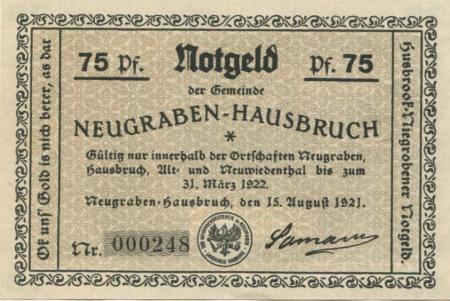 75 Pf. Notgeld Pf. 75
der Gemeinde
NEUGRABEN-HAUSBRUCH
*
Gültig nur innerhalb der Ortschaften Neugraben,
Hausbruch, Alt- und Neuwiedenthal bis zum
31. März 1922.
Neugraben-Hausbruch, den 15. August 1921.
Nr. 000248
Ok uns' Gold is nich beter, as dat
Husbrook-Niegrobener Notgeld.